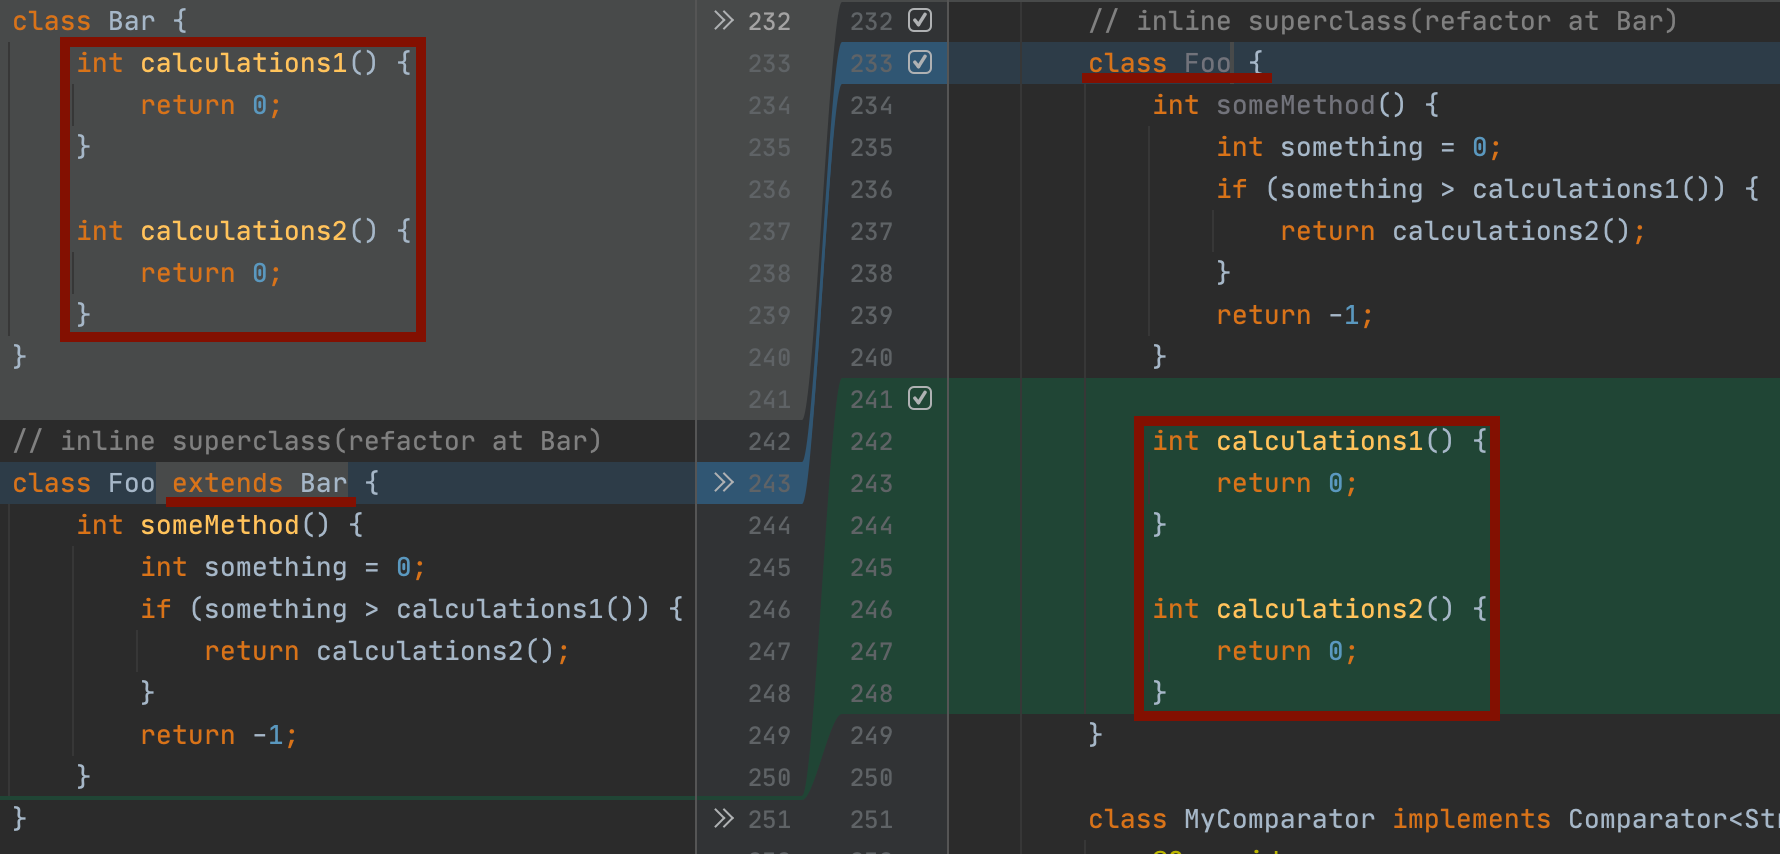 class Bar {
int calculations1() {
return 0;
}
int calculations2() {
return 0;
}
}
// inline superclass(refactor at Bar)
class Foo extends Bar {
int someMethod() {
int something = 0;
if (something > calculations1()) {
return calculations2();
}
return -1;
}
}
232
233
234
235
236
237
238
239
240
241
242
243
244
245
246
247
248
249
250
251
232
233
234
235
236
237
238
239
240
241
242
243
244
245
246
247
248
249
250
251
// inline superclass(refactor at Bar)
class Foo {
int someMethod() {
int something = 0;
if (something > calculations1()) {
return calculations2();
}
return -1;
}
int calculations1() {
return 0;
}
int calculations2() {
return 0;
}
}
class MyComparator implements Comparator<Str